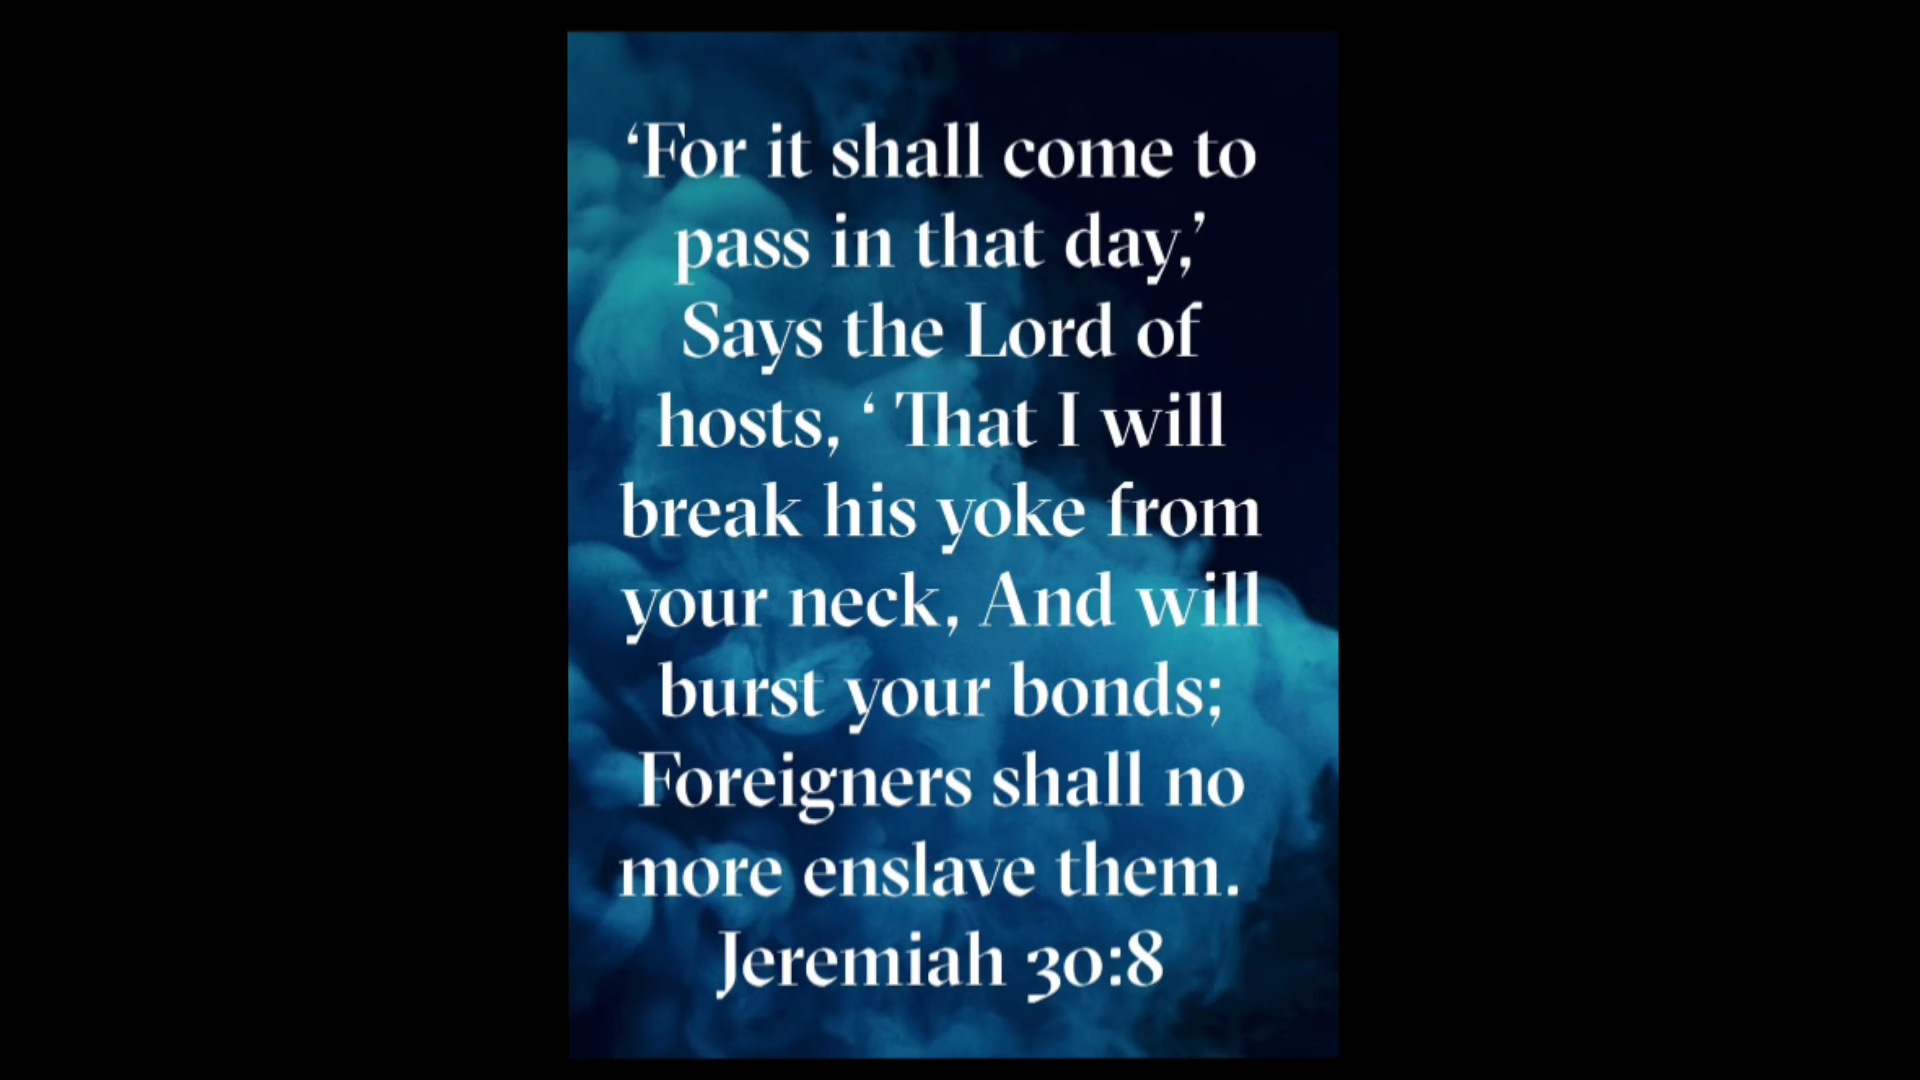 ‘For it shall come to
pass in that day,’
Says the Lord of
hosts, ‘ That I will
break his yoke from
your neck, And will
burst your bonds;
Foreigners shall no
more enslave them.
Jeremiah 30:8